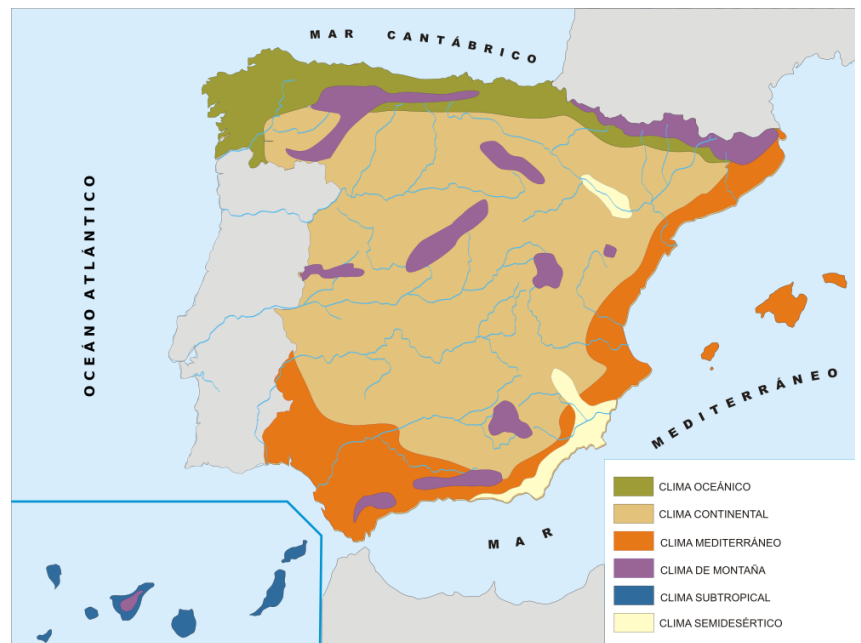 MAR CANTÁBRICO
OCEÁNO ATLÁNTICO
MAR MEDITERRÁNEO
CLIMA OCEÁNICO
CLIMA CONTINENTAL
CLIMA MEDITERRÁNEO
CLIMA DE MONTAÑA
CLIMA SUBTROPICAL
CLIMA SEMIDESÉRTICO